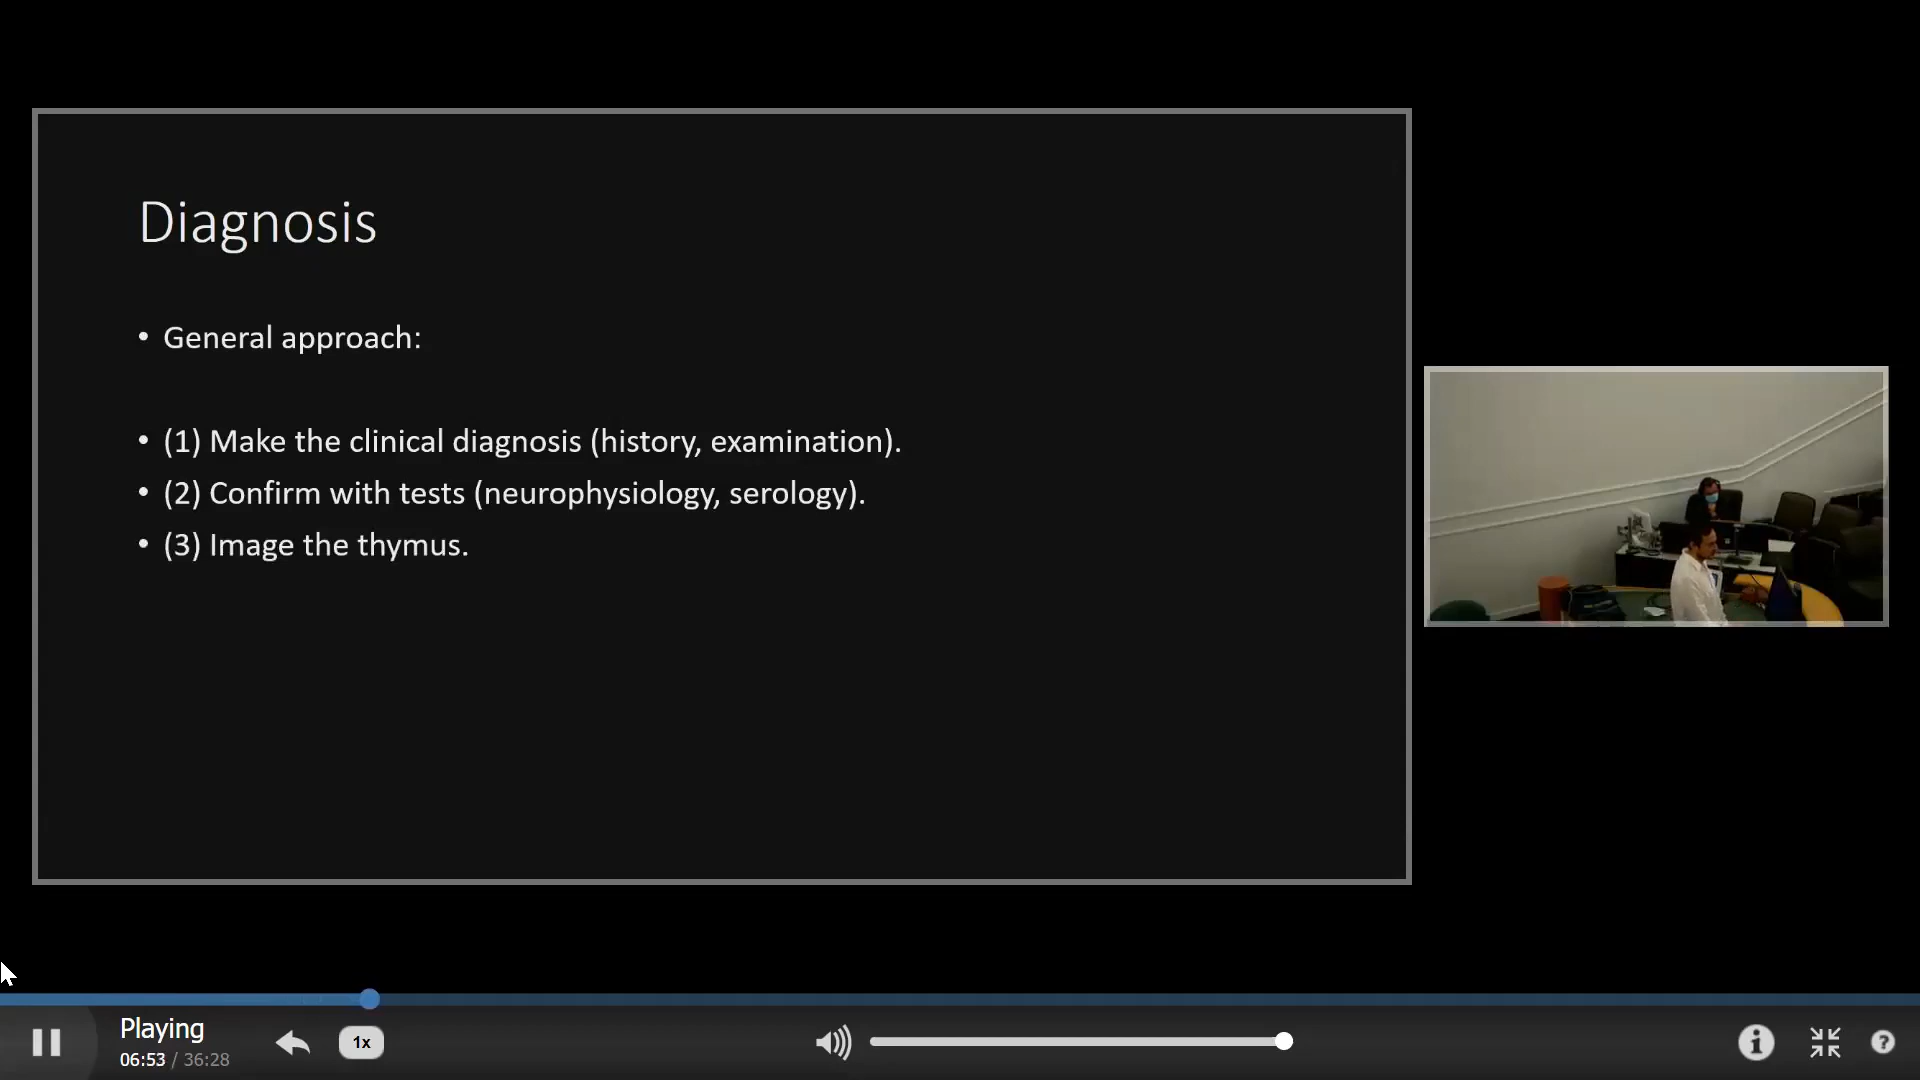 Diagnosis
• General approach:
• (1) Make the clinical diagnosis (history, examination).
• (2) Confirm with tests (neurophysiology, serology).
• (3) Image the thymus.
Playing
06:53 / 36:28
1x